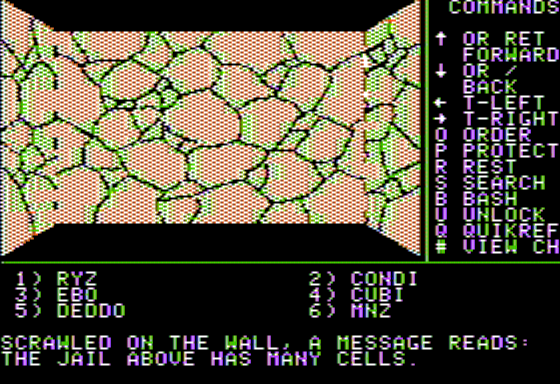 COMMANDS
↑ OR RET
FORWARD
↓ OR /
BACK
← T-LEFT
→ T-RIGHT
O ORDER
P PROTECT
R REST
S SEARCH
B BASH
U UNLOCK
Q QUIKREF
# VIEW CH
1) RYZ 2) CONDI
3) EBO 4) CUBI
5) DEDDO 6) MNZ
SCRAWLED ON THE WALL, A MESSAGE READS:
THE JAIL ABOVE HAS MANY CELLS.